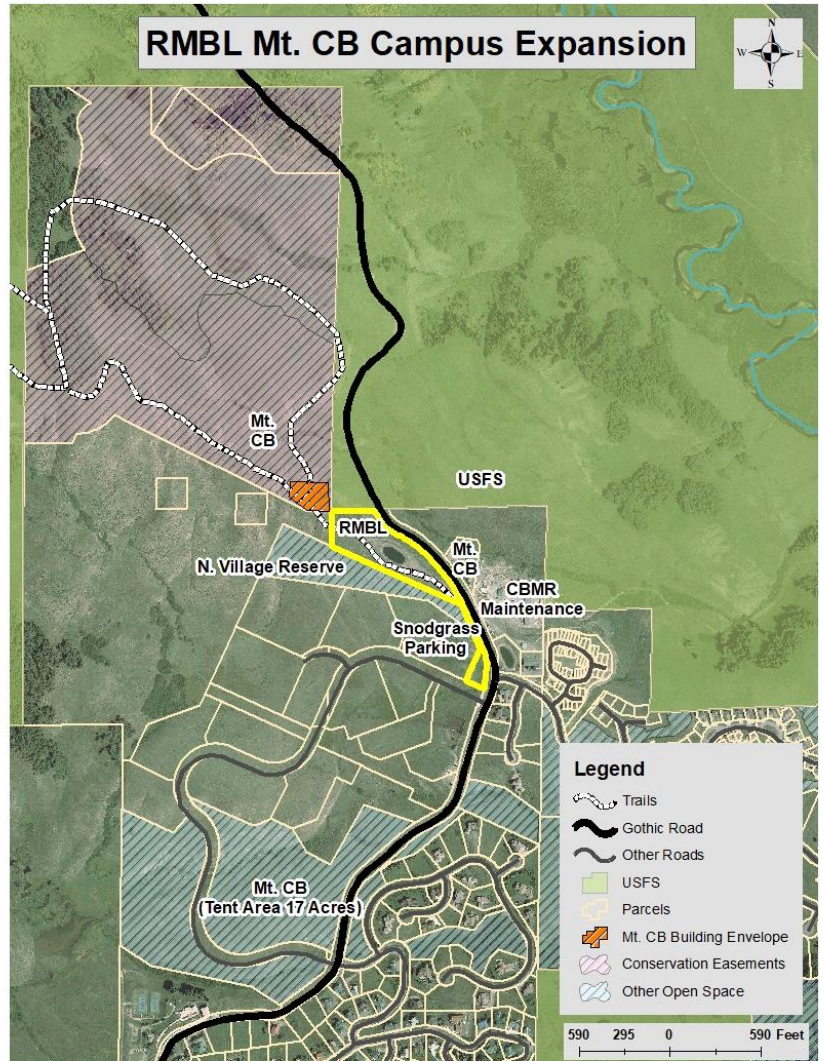 RMBL Mt. CB Campus Expansion
N
W E
S
Mt.
CB
USFS
RMBL
Mt.
CB
N. Village Reserve
CBMR
Maintenance
Snodgrass
Parking
Mt. CB
(Tent Area 17 Acres)
Legend
Trails
Gothic Road
Other Roads
USFS
Parcels
Mt. CB Building Envelope
Conservation Easements
Other Open Space
590 295 0 590 Feet